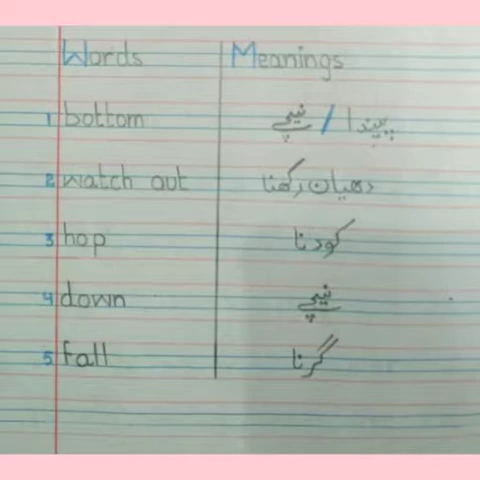 Words Meanings
1 bottom پیندا / نیچے
2 watch out دھیان رکھنا
3 hop کودنا
4 down نیچے
5 fall گرنا